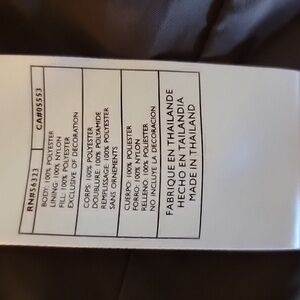 RN#56323 CA#05553
BODY: 100% POLYESTER
LINING: 100% NYLON
FILL: 100% POLYESTER
EXCLUSIVE OF DECORATION
CORPS: 100% POLYESTER
DOUBLURE: 100% POLYAMIDE
REMPLISSAGE: 100% POLYESTER
SANS ORNEMENTS
CUERPO: 100% POLIESTER
FORRO: 100% NYLON
RELLENO: 100% POLIESTER
NO INCLUYE LA DECORACION
FABRIQUE EN THAILANDE
HECHO EN TAILANDIA
MADE IN THAILAND